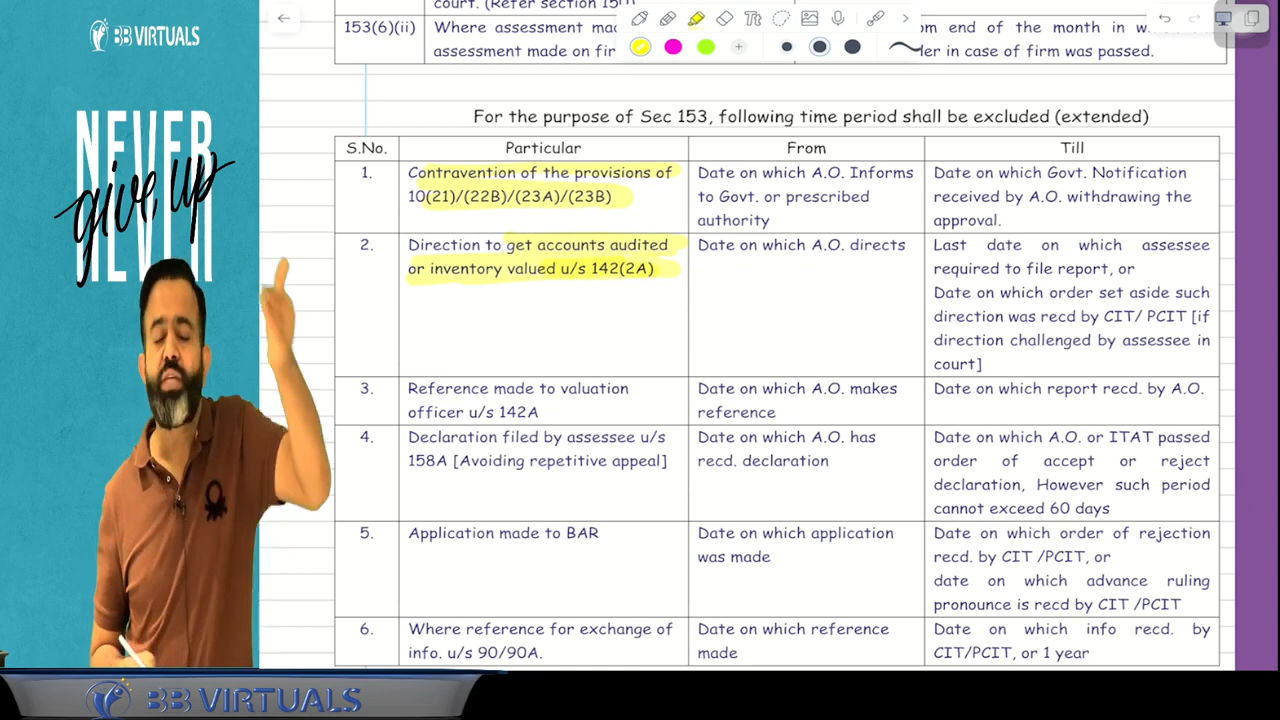 BB VIRTUALS
NEVER
give up
NEVER
court. (Refer section 15
153(6)(ii)
Where assessment mad
om end of the month in w
assessment made on fir
der in case of firm was passed.
For the purpose of Sec 153, following time period shall be excluded (extended)
S.No.
Particular
From
Till
1.
Contravention of the provisions of
10(21)/(22B)/(23A)/(23B)
Date on which A.O. Informs
to Govt. or prescribed
authority
Date on which Govt. Notification
received by A.O. withdrawing the
approval.
2.
Direction to get accounts audited
or inventory valued u/s 142(2A)
Date on which A.O. directs
Last date on which assessee
required to file report, or
Date on which order set aside such
direction was recd by CIT/ PCIT [if
direction challenged by assessee in
court]
3.
Reference made to valuation
officer u/s 142A
Date on which A.O. makes
reference
Date on which report recd. by A.O.
4.
Declaration filed by assessee u/s
158A [Avoiding repetitive appeal]
Date on which A.O. has
recd. declaration
Date on which A.O. or ITAT passed
order of accept or reject
declaration, However such period
cannot exceed 60 days
5.
Application made to BAR
Date on which application
was made
Date on which order of rejection
recd. by CIT /PCIT, or
date on which advance ruling
pronounce is recd by CIT /PCIT
6.
Where reference for exchange of
info. u/s 90/90A.
Date on which reference
made
Date on which info recd. by
CIT/PCIT, or 1 year
BB VIRTUALS